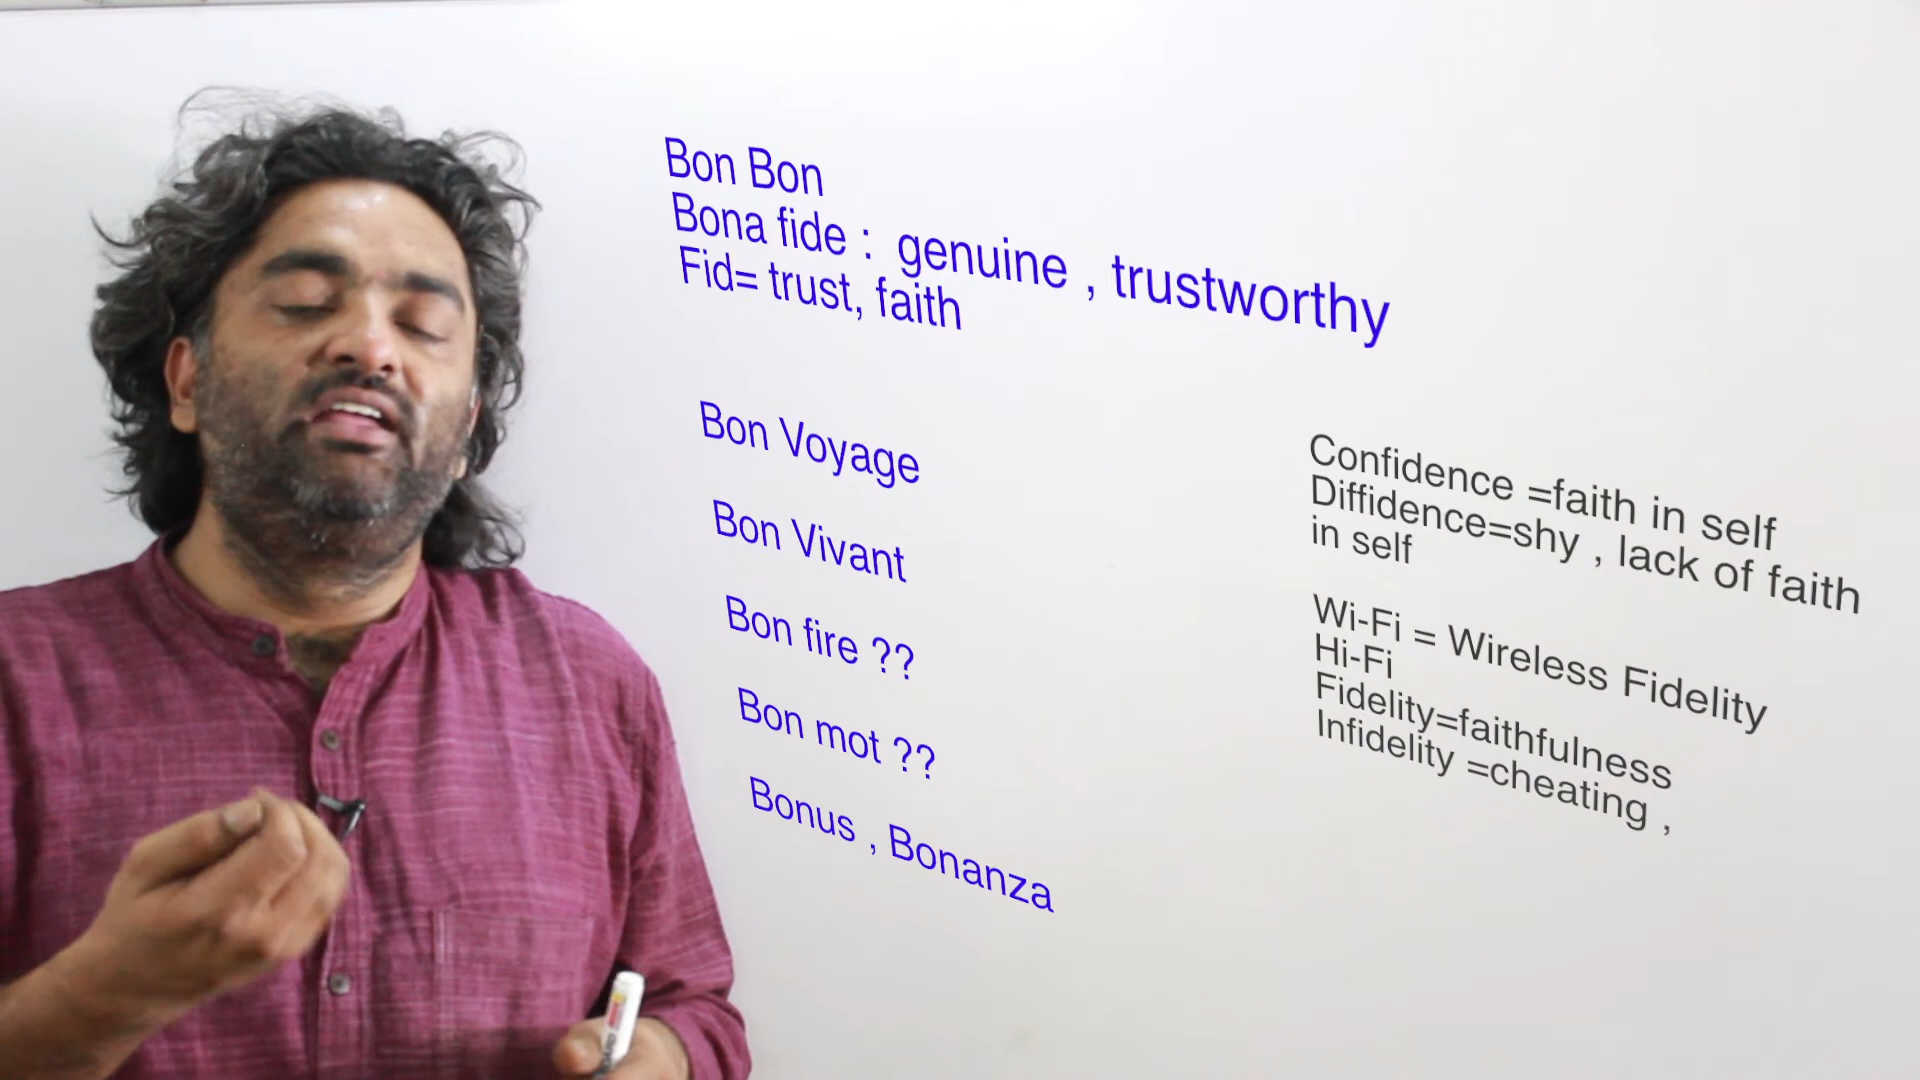 Bon Bon
Bona fide : genuine , trustworthy
Fid= trust, faith
Bon Voyage
Bon Vivant
Bon fire ??
Bon mot ??
Bonus , Bonanza
Confidence =faith in self
Diffidence=shy , lack of faith
in self
Wi-Fi = Wireless Fidelity
Hi-Fi
Fidelity=faithfulness
Infidelity =cheating ,